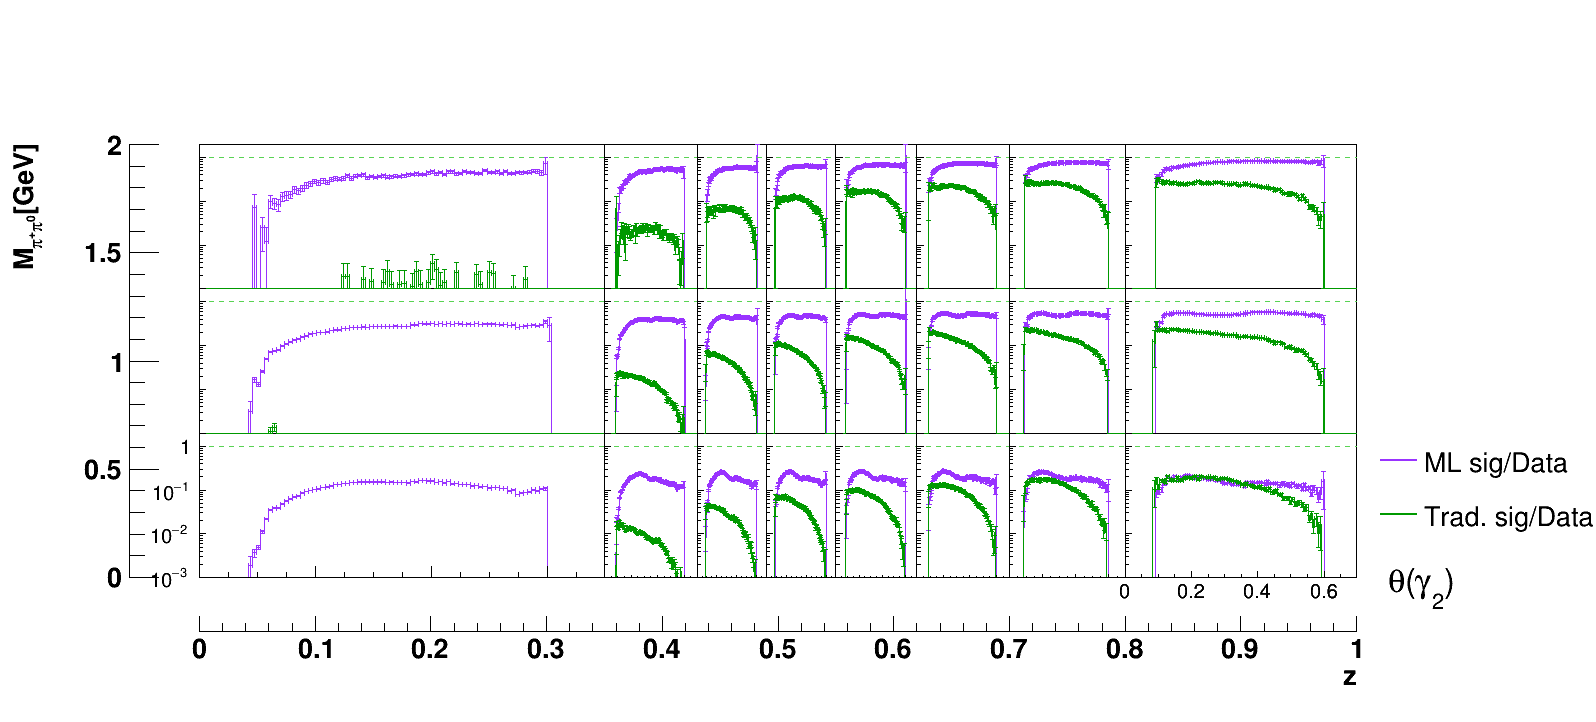 M_{π⁺π⁰}[GeV]
2
1.5
1
0.5
0
1
10⁻¹
10⁻²
10⁻³
ML sig/Data
Trad. sig/Data
θ(γ₂)
0 0.2 0.4 0.6
0 0.1 0.2 0.3 0.4 0.5 0.6 0.7 0.8 0.9 1
z